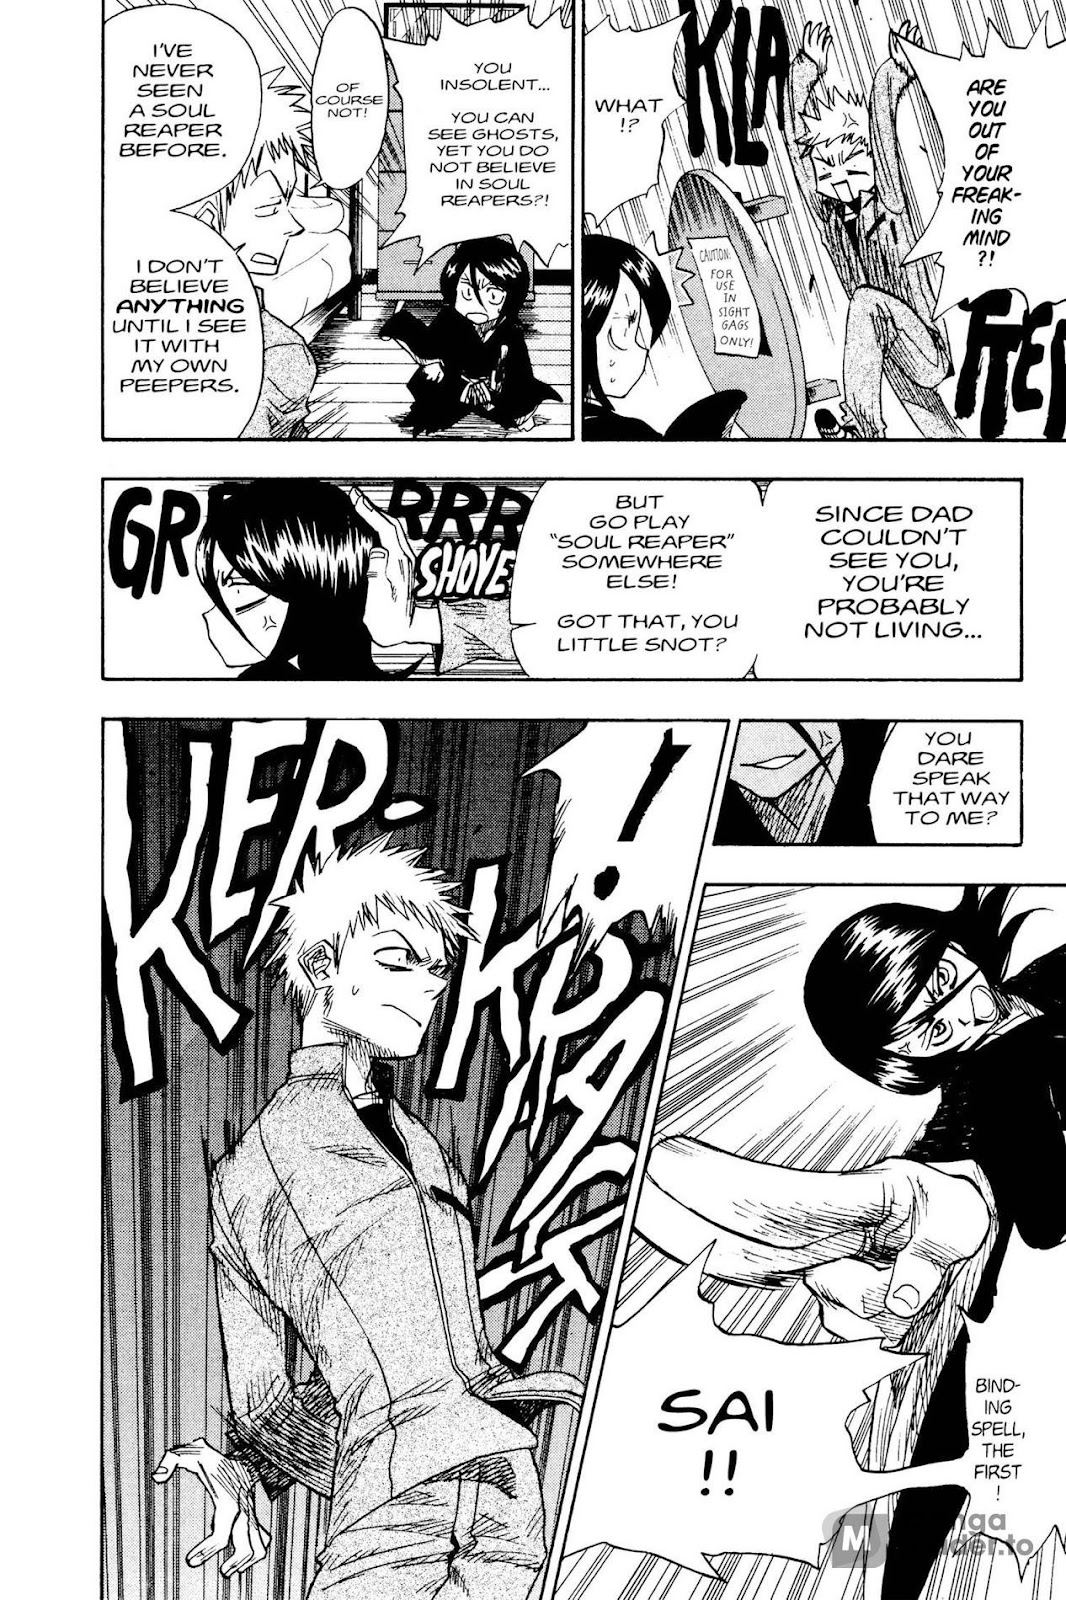 ARE
YOU
OUT
OF
YOUR
FREAK-
ING
MIND
?!
KLA
TTER
CAUTION:
FOR
USE
IN
SIGHT
GAGS
ONLY!
WHAT
!?
YOU
INSOLENT...
YOU CAN
SEE GHOSTS,
YET YOU DO
NOT BELIEVE
IN SOUL
REAPERS?!
OF
COURSE
NOT!
I'VE
NEVER
SEEN
A SOUL
REAPER
BEFORE.
I DON'T
BELIEVE
ANYTHING
UNTIL I SEE
IT WITH
MY OWN
PEEPERS.
SINCE DAD
COULDN'T
SEE YOU,
YOU'RE
PROBABLY
NOT LIVING...
BUT
GO PLAY
"SOUL REAPER"
SOMEWHERE
ELSE!
GOT THAT, YOU
LITTLE SNOT?
SHOVE
GRRRRR
YOU
DARE
SPEAK
THAT WAY
TO ME?
BIND-
ING
SPELL,
THE
FIRST
!
SAI
!!
!
KER-
KRACK